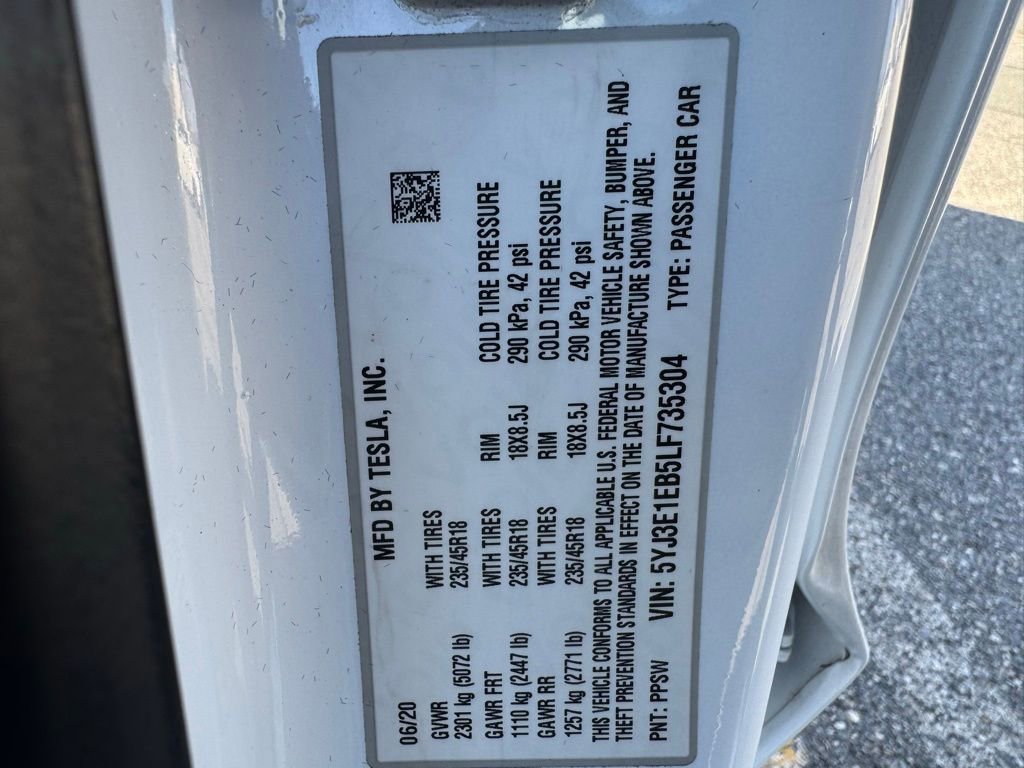 MFD BY TESLA, INC.
06/20
GVWR WITH TIRES
2301 kg (5072 lb) 235/45R18
GAWR FRT WITH TIRES RIM COLD TIRE PRESSURE
1110 kg (2447 lb) 235/45R18 18X8.5J 290 kPa, 42 psi
GAWR RR WITH TIRES RIM COLD TIRE PRESSURE
1257 kg (2771 lb) 235/45R18 18X8.5J 290 kPa, 42 psi
THIS VEHICLE CONFORMS TO ALL APPLICABLE U.S. FEDERAL MOTOR VEHICLE SAFETY, BUMPER, AND
THEFT PREVENTION STANDARDS IN EFFECT ON THE DATE OF MANUFACTURE SHOWN ABOVE.
PNT: PPSW VIN: 5YJ3E1EB5LF735304 TYPE: PASSENGER CAR